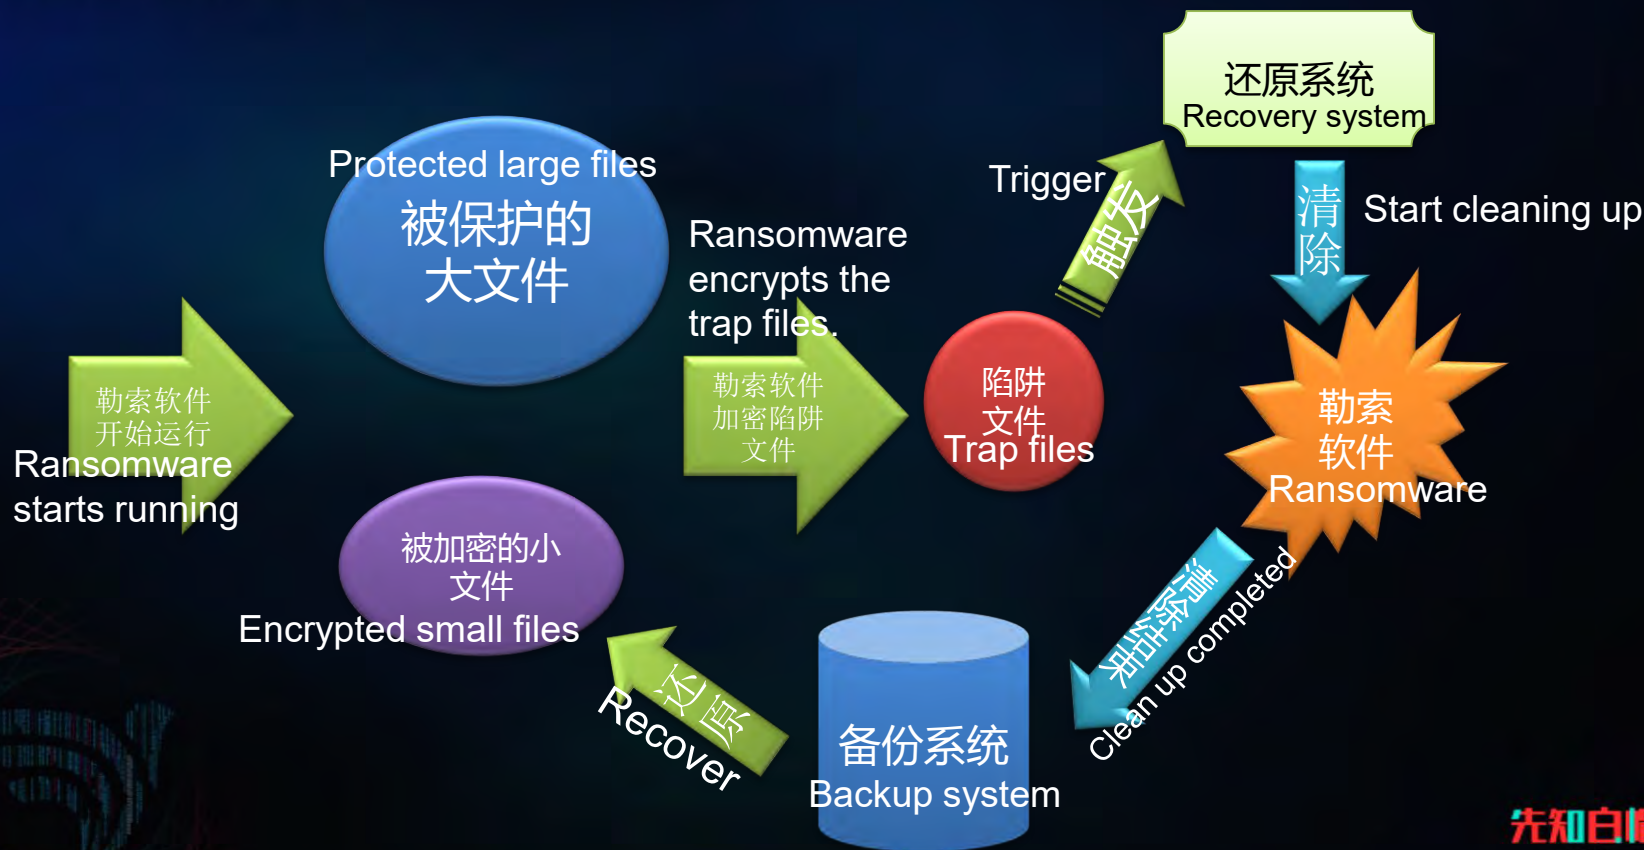 还原系统
Recovery system
Protected large files
被保护的
大文件
Trigger
触发
清
除
Start cleaning up
Ransomware
encrypts the
trap files.
勒索软件
开始运行
Ransomware
starts running
勒索软件
加密陷阱
文件
陷阱
文件
Trap files
勒索
软件
Ransomware
被加密的小
文件
Encrypted small files
清除结束
Clean up completed
还原
Recover
备份系统
Backup system
先知白